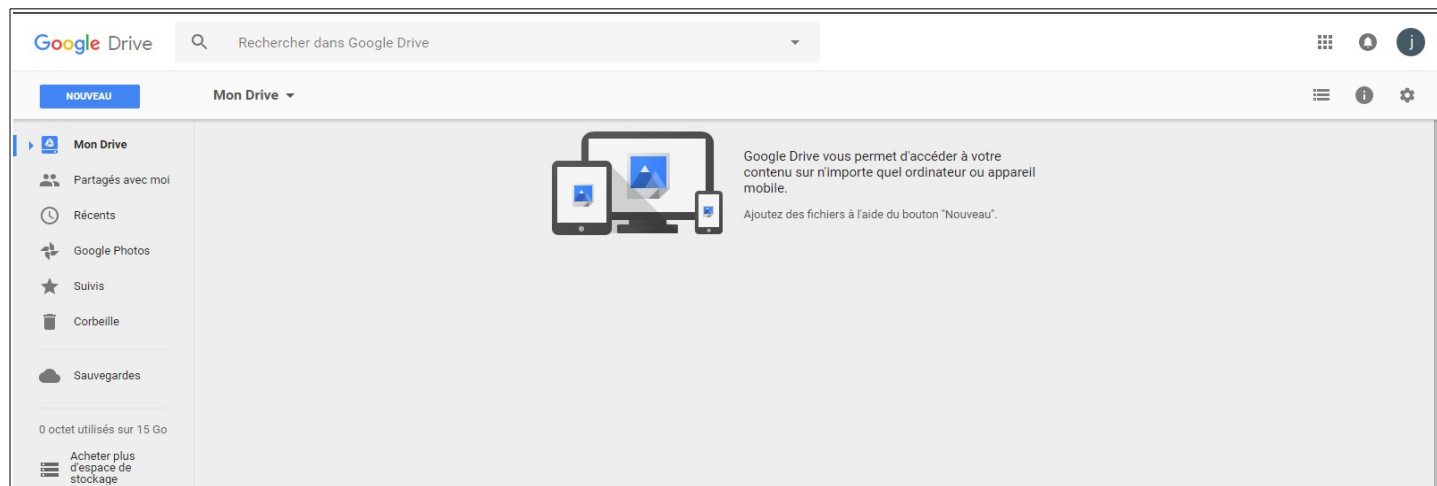 Google Drive
Rechercher dans Google Drive
j
NOUVEAU
Mon Drive
Mon Drive
Partagés avec moi
Récents
Google Photos
Suivis
Corbeille
Sauvegardes
0 octet utilisés sur 15 Go
Acheter plus
d'espace de
stockage
Google Drive vous permet d'accéder à votre
contenu sur n'importe quel ordinateur ou appareil
mobile.
Ajoutez des fichiers à l'aide du bouton "Nouveau".